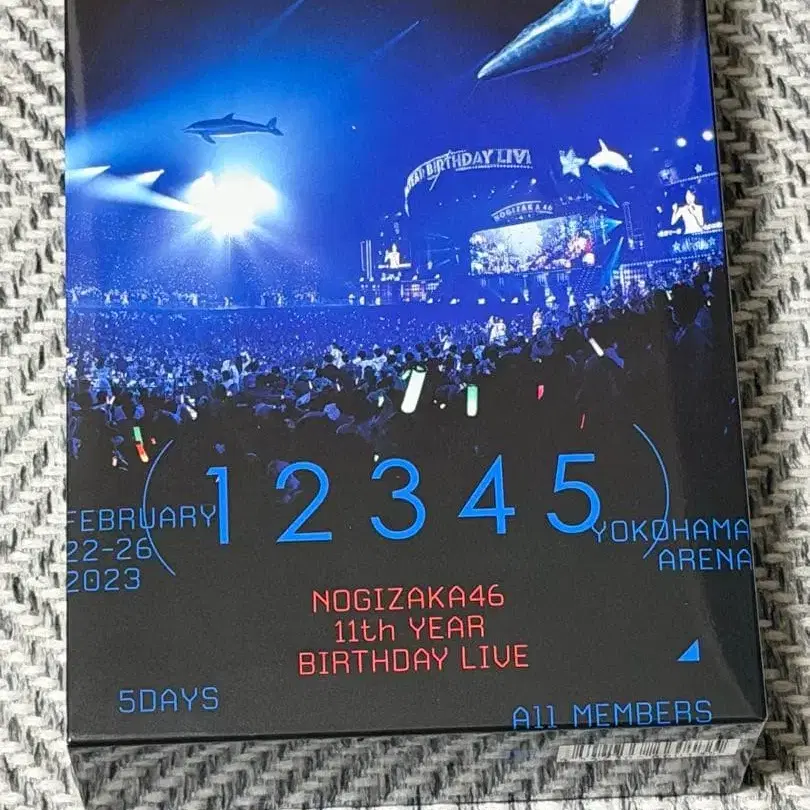 BIRTHDAY LIVE
NOGIZAKA46
1 2 3 4 5
FEBRUARY
22-26
2023
YOKOHAMA
ARENA
NOGIZAKA46
11th YEAR
BIRTHDAY LIVE
5DAYS
All MEMBERS